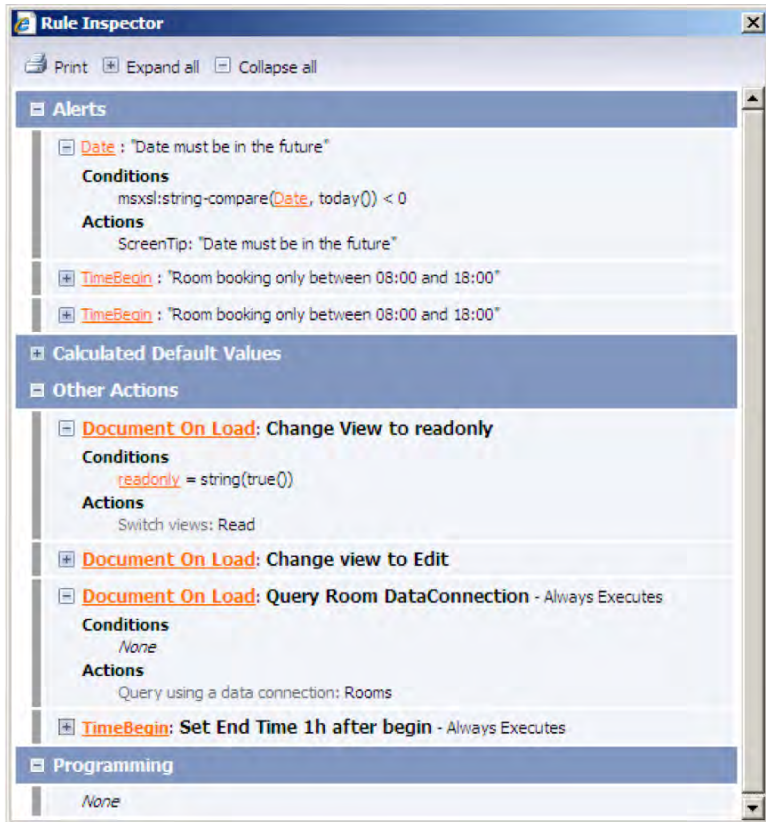 Rule Inspector
Print Expand all Collapse all
Alerts
Date : "Date must be in the future"
Conditions
msxsl:string-compare(Date, today()) < 0
Actions
ScreenTip: "Date must be in the future"
TimeBegin : "Room booking only between 08:00 and 18:00"
TimeBegin : "Room booking only between 08:00 and 18:00"
Calculated Default Values
Other Actions
Document On Load: Change View to readonly
Conditions
readonly = string(true())
Actions
Switch views: Read
Document On Load: Change view to Edit
Document On Load: Query Room DataConnection - Always Executes
Conditions
None
Actions
Query using a data connection: Rooms
TimeBegin: Set End Time 1h after begin - Always Executes
Programming
None